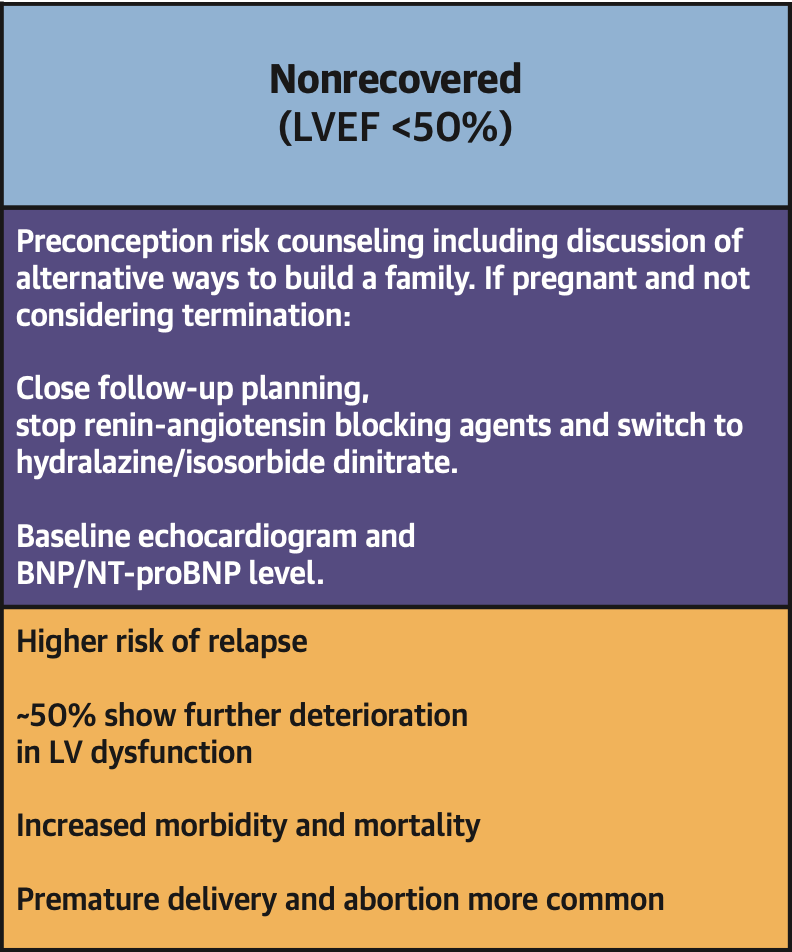 Nonrecovered
(LVEF <50%)
Preconception risk counseling including discussion of
alternative ways to build a family. If pregnant and not
considering termination:
Close follow-up planning,
stop renin-angiotensin blocking agents and switch to
hydralazine/isosorbide dinitrate.
Baseline echocardiogram and
BNP/NT-proBNP level.
Higher risk of relapse
~50% show further deterioration
in LV dysfunction
Increased morbidity and mortality
Premature delivery and abortion more common